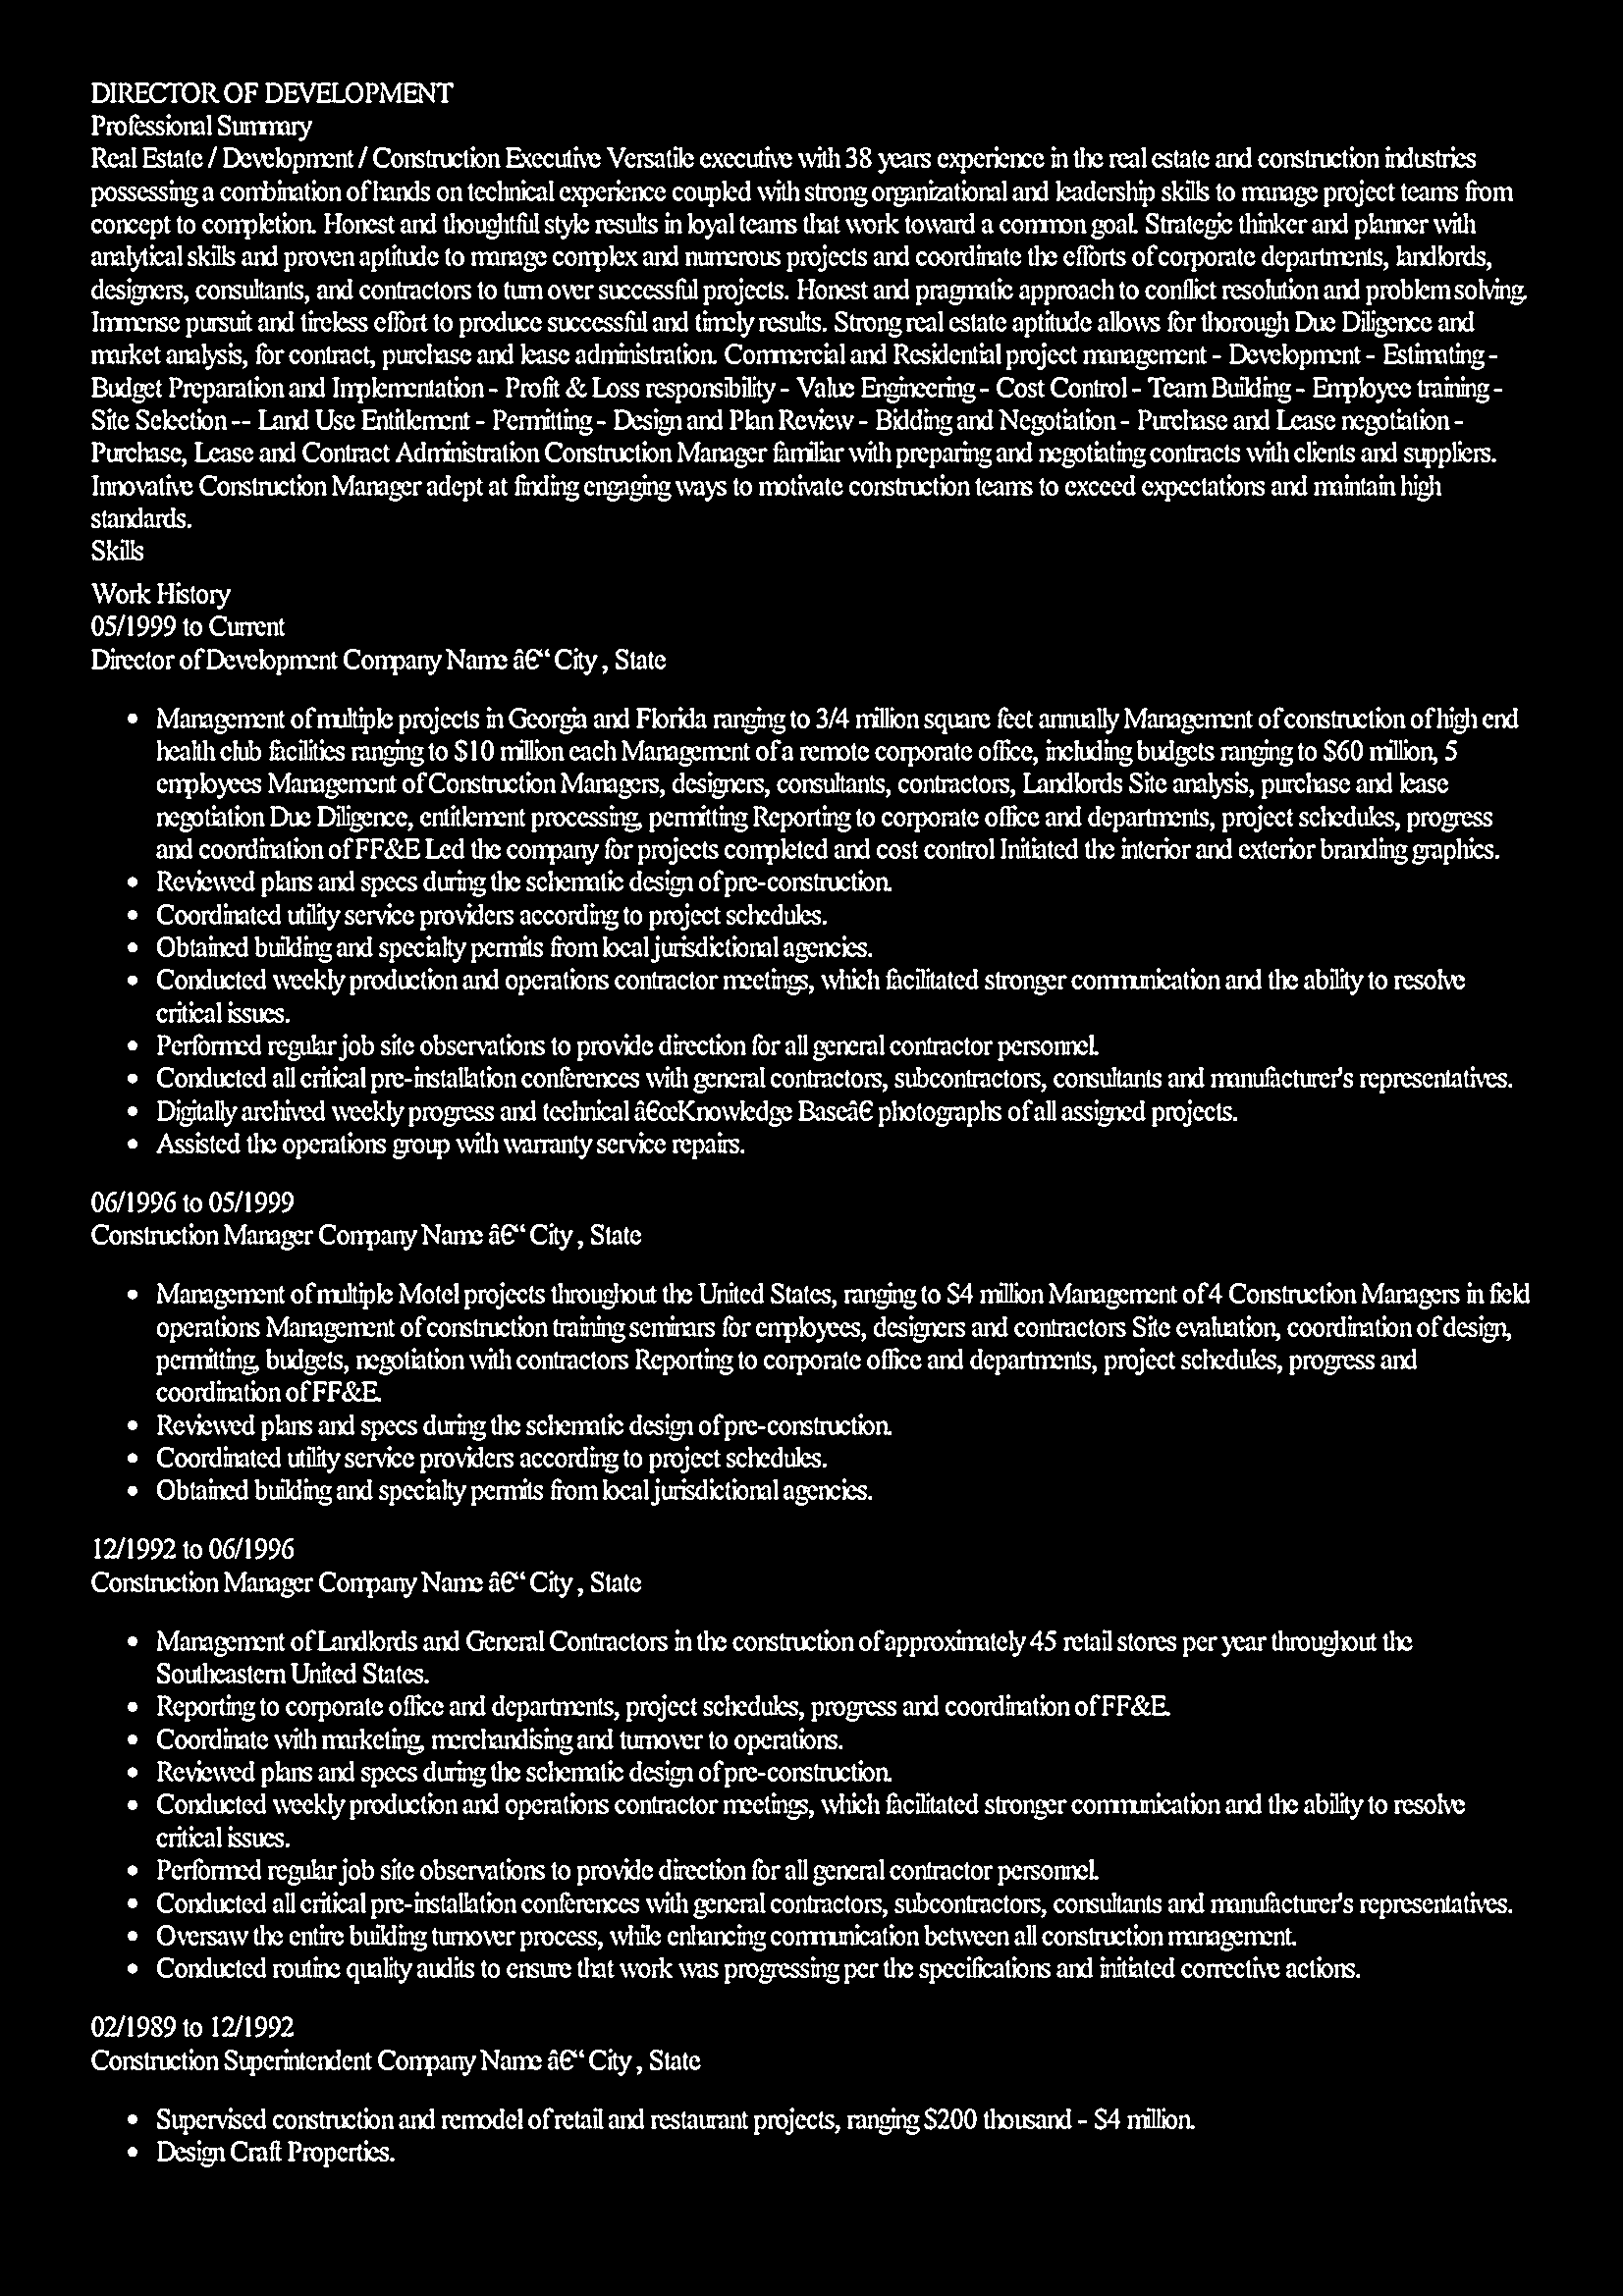 DIRECTOR OF DEVELOPMENT
Professional Summary
Real Estate / Development / Construction Executive Versatile executive with 38 years experience in the real estate and construction industries
possessing a combination of hands on technical experience coupled with strong organizational and leadership skills to manage project teams from
concept to completion. Honest and thoughtful style results in loyal teams that work toward a common goal. Strategic thinker and planner with
analytical skills and proven aptitude to manage complex and numerous projects and coordinate the efforts of corporate departments, landlords,
designers, consultants, and contractors to turn over successful projects. Honest and pragmatic approach to conflict resolution and problem solving.
Immense pursuit and tireless effort to produce successful and timely results. Strong real estate aptitude allows for thorough Due Diligence and
market analysis, for contract, purchase and lease administration. Commercial and Residential project management - Development - Estimating -
Budget Preparation and Implementation - Profit & Loss responsibility - Value Engineering - Cost Control - Team Building - Employee training -
Site Selection -- Land Use Entitlement - Permitting - Design and Plan Review - Bidding and Negotiation - Purchase and Lease negotiation -
Purchase, Lease and Contract Administration Construction Manager familiar with preparing and negotiating contracts with clients and suppliers.
Innovative Construction Manager adept at finding engaging ways to motivate construction teams to exceed expectations and maintain high
standards.
Skills
Work History
05/1999 to Current
Director of Development Company Name â€“ City , State
• Management of multiple projects in Georgia and Florida ranging to 3/4 million square feet annually Management of construction of high end
health club facilities ranging to $10 million each Management of a remote corporate office, including budgets ranging to $60 million, 5
employees Management of Construction Managers, designers, consultants, contractors, Landlords Site analysis, purchase and lease
negotiation Due Diligence, entitlement processing, permitting Reporting to corporate office and departments, project schedules, progress
and coordination of FF&E Led the company for projects completed and cost control Initiated the interior and exterior branding graphics.
• Reviewed plans and specs during the schematic design of pre-construction.
• Coordinated utility service providers according to project schedules.
• Obtained building and specialty permits from local jurisdictional agencies.
• Conducted weekly production and operations contractor meetings, which facilitated stronger communication and the ability to resolve
critical issues.
• Performed regular job site observations to provide direction for all general contractor personnel.
• Conducted all critical pre-installation conferences with general contractors, subcontractors, consultants and manufacturer's representatives.
• Digitally archived weekly progress and technical â€œKnowledge Baseâ€ photographs of all assigned projects.
• Assisted the operations group with warranty service repairs.
06/1996 to 05/1999
Construction Manager Company Name â€“ City , State
• Management of multiple Motel projects throughout the United States, ranging to $4 million Management of 4 Construction Managers in field
operations Management of construction training seminars for employees, designers and contractors Site evaluation, coordination of design,
permitting, budgets, negotiation with contractors Reporting to corporate office and departments, project schedules, progress and
coordination of FF&E.
• Reviewed plans and specs during the schematic design of pre-construction.
• Coordinated utility service providers according to project schedules.
• Obtained building and specialty permits from local jurisdictional agencies.
12/1992 to 06/1996
Construction Manager Company Name â€“ City , State
• Management of Landlords and General Contractors in the construction of approximately 45 retail stores per year throughout the
Southeastern United States.
• Reporting to corporate office and departments, project schedules, progress and coordination of FF&E.
• Coordinate with marketing, merchandising and turnover to operations.
• Reviewed plans and specs during the schematic design of pre-construction.
• Conducted weekly production and operations contractor meetings, which facilitated stronger communication and the ability to resolve
critical issues.
• Performed regular job site observations to provide direction for all general contractor personnel.
• Conducted all critical pre-installation conferences with general contractors, subcontractors, consultants and manufacturer's representatives.
• Oversaw the entire building turnover process, while enhancing communication between all construction management.
• Conducted routine quality audits to ensure that work was progressing per the specifications and initiated corrective actions.
02/1989 to 12/1992
Construction Superintendent Company Name â€“ City , State
• Supervised construction and remodel of retail and restaurant projects, ranging $200 thousand - $4 million.
• Design Craft Properties.